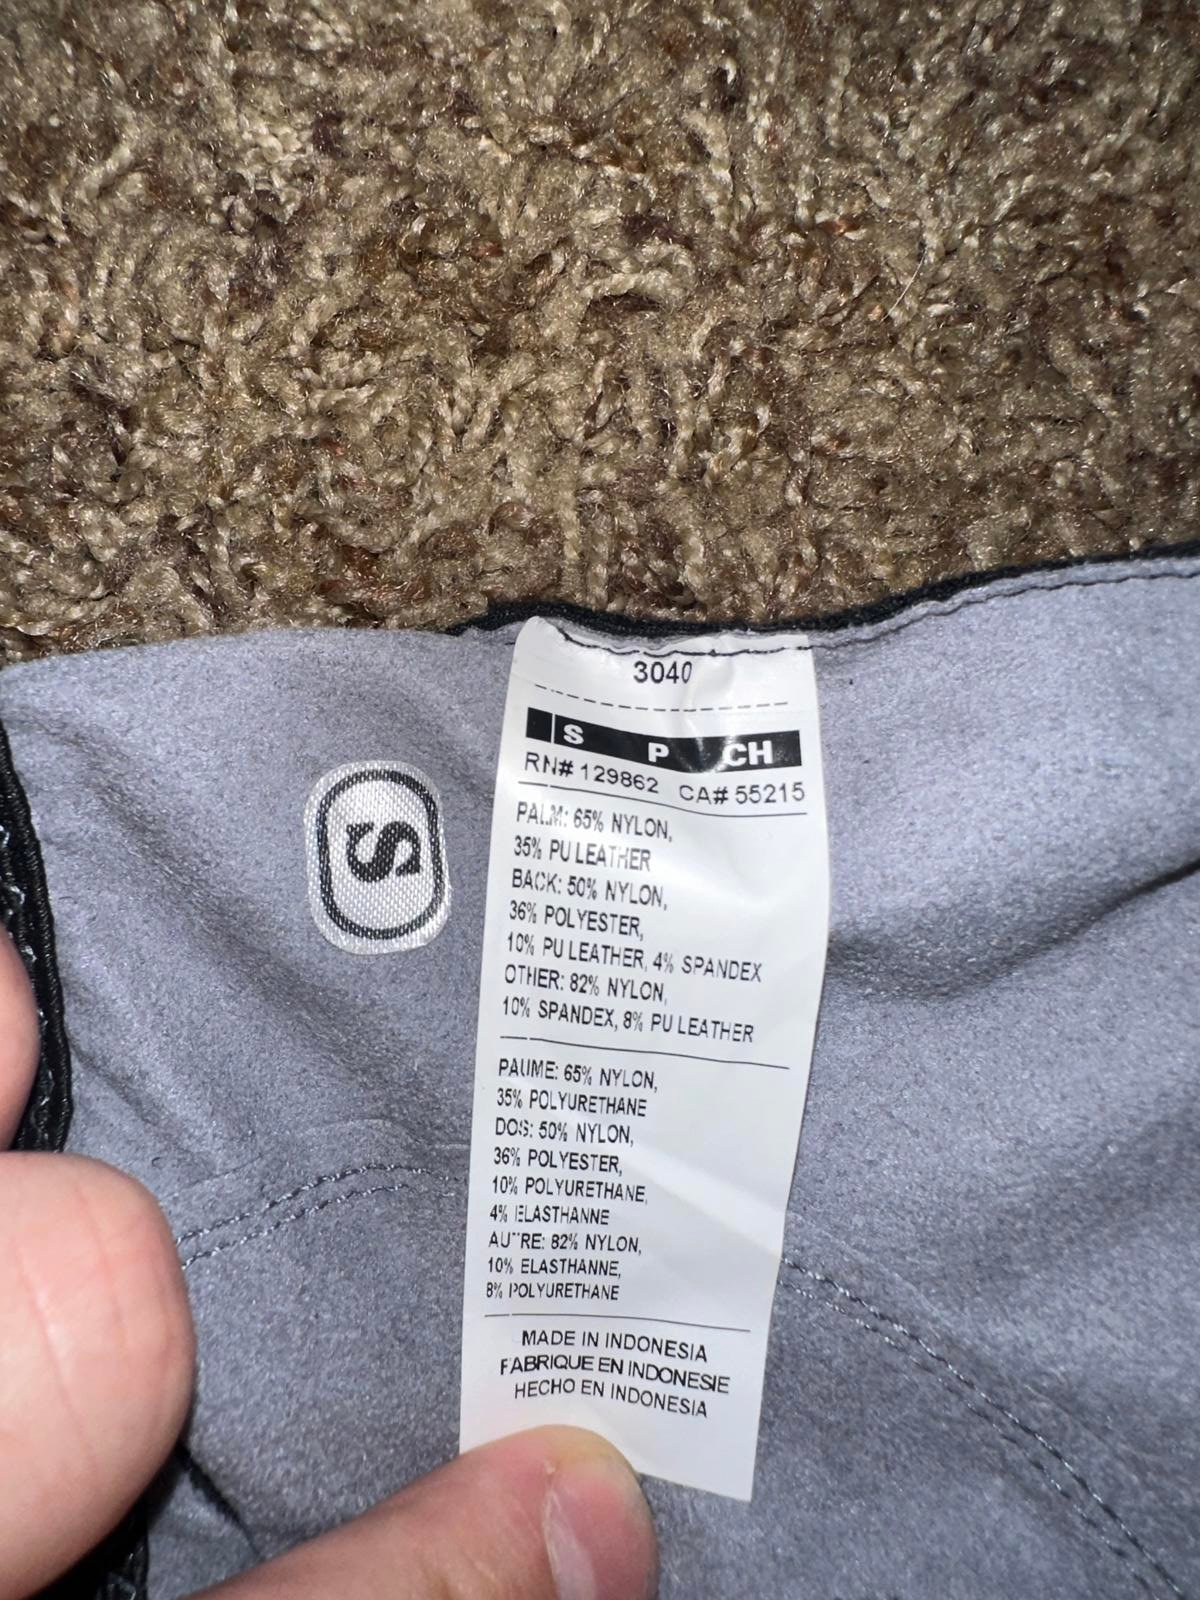 3040
S P CH
RN# 129862 CA# 55215
PALM: 65% NYLON,
35% PU LEATHER
BACK: 50% NYLON,
36% POLYESTER,
10% PU LEATHER, 4% SPANDEX
OTHER: 82% NYLON,
10% SPANDEX, 8% PU LEATHER
PAUME: 65% NYLON,
35% POLYURETHANE
DOS: 50% NYLON,
36% POLYESTER,
10% POLYURETHANE,
4% ELASTHANNE
AUTRE: 82% NYLON,
10% ELASTHANNE,
8% POLYURETHANE
MADE IN INDONESIA
FABRIQUE EN INDONESIE
HECHO EN INDONESIA
S